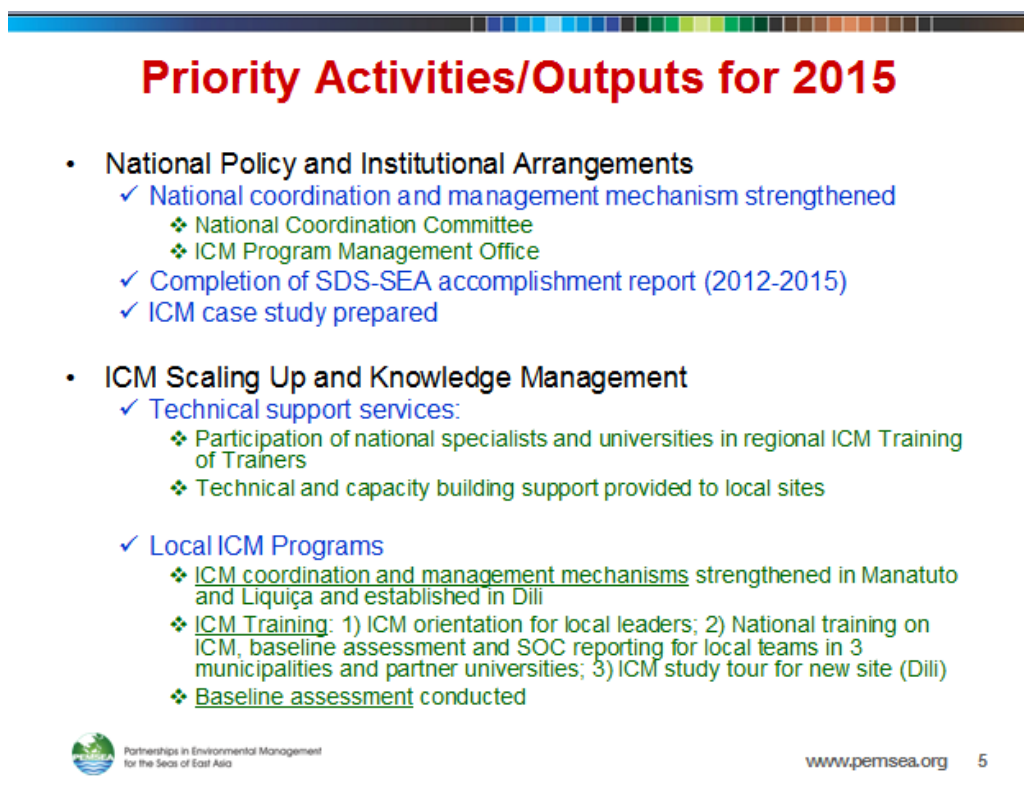 Priority Activities/Outputs for 2015
• National Policy and Institutional Arrangements
✓ National coordination and management mechanism strengthened
❖ National Coordination Committee
❖ ICM Program Management Office
✓ Completion of SDS-SEA accomplishment report (2012-2015)
✓ ICM case study prepared
• ICM Scaling Up and Knowledge Management
✓ Technical support services:
❖ Participation of national specialists and universities in regional ICM Training
of Trainers
❖ Technical and capacity building support provided to local sites
✓ Local ICM Programs
❖ ICM coordination and management mechanisms strengthened in Manatuto
and Liquiça and established in Dili
❖ ICM Training: 1) ICM orientation for local leaders; 2) National training on
ICM, baseline assessment and SOC reporting for local teams in 3
municipalities and partner universities; 3) ICM study tour for new site (Dili)
❖ Baseline assessment conducted
PEMSEA
Partnerships in Environmental Management
for the Seas of East Asia
www.pemsea.org 5